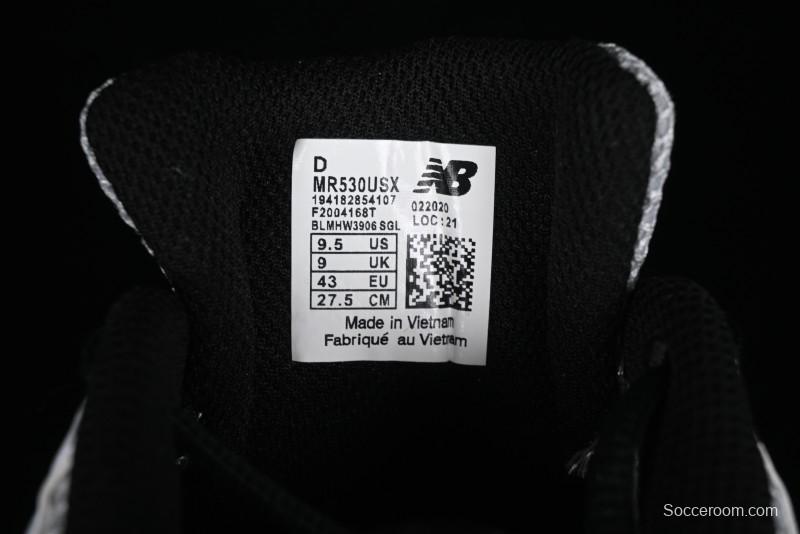 D
MR530USX
194182854107
F2004168T
BLMHW3906 SGL
NB
022020
LOC:21
9.5 US
9 UK
43 EU
27.5 CM
Made in Vietnam
Fabriqué au Vietnam
Socceroom.com